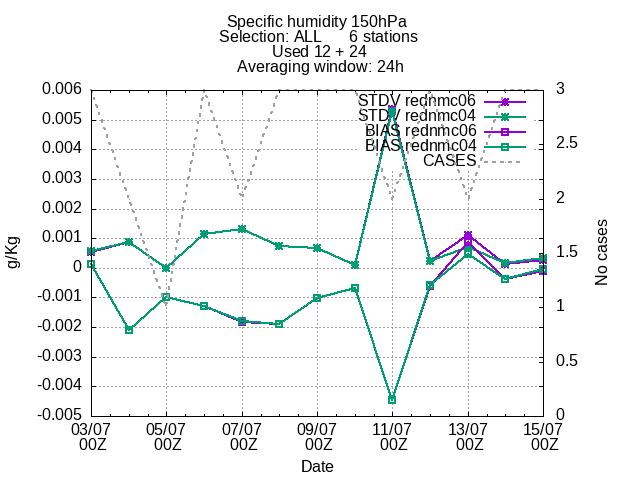 Specific humidity 150hPa
Selection: ALL 6 stations
Used 12 + 24
Averaging window: 24h
STDV rednmc06
STDV rednmc04
BIAS rednmc06
BIAS rednmc04
CASES
0.006
0.005
0.004
0.003
0.002
0.001
0
-0.001
-0.002
-0.003
-0.004
-0.005
g/Kg
3
2.5
2
1.5
1
0.5
0
No cases
03/07 05/07 07/07 09/07 11/07 13/07 15/07
00Z 00Z 00Z 00Z 00Z 00Z 00Z
Date